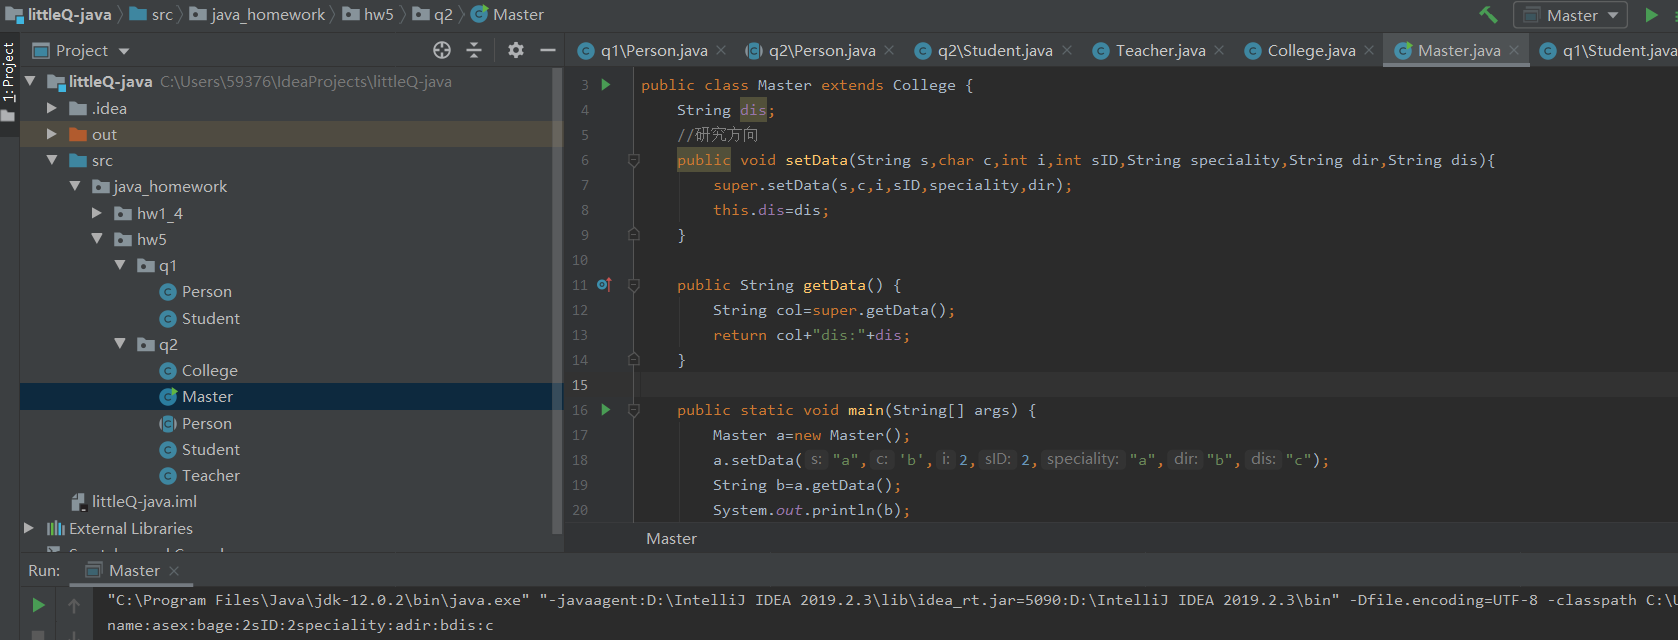 littleQ-java src java_homework hw5 q2 Master
Master
1: Project
Project
q1\Person.java q2\Person.java q2\Student.java Teacher.java College.java Master.java q1\Student.java
littleQ-java C:\Users\59376\IdeaProjects\littleQ-java
.idea
out
src
java_homework
hw1_4
hw5
q1
Person
Student
q2
College
Master
Person
Student
Teacher
littleQ-java.iml
External Libraries
3 public class Master extends College {
4 String dis;
5 //研究方向
6 public void setData(String s,char c,int i,int sID,String speciality,String dir,String dis){
7 super.setData(s,c,i,sID,speciality,dir);
8 this.dis=dis;
9 }
10
11 public String getData() {
12 String col=super.getData();
13 return col+"dis:"+dis;
14 }
15
16 public static void main(String[] args) {
17 Master a=new Master();
18 a.setData( s: "a", c: 'b', i: 2, sID: 2, speciality: "a", dir: "b", dis: "c");
19 String b=a.getData();
20 System.out.println(b);
Master
Run: Master
"C:\Program Files\Java\jdk-12.0.2\bin\java.exe" "-javaagent:D:\IntelliJ IDEA 2019.2.3\lib\idea_rt.jar=5090:D:\IntelliJ IDEA 2019.2.3\bin" -Dfile.encoding=UTF-8 -classpath C:\
name:asex:bage:2sID:2speciality:adir:bdis:c